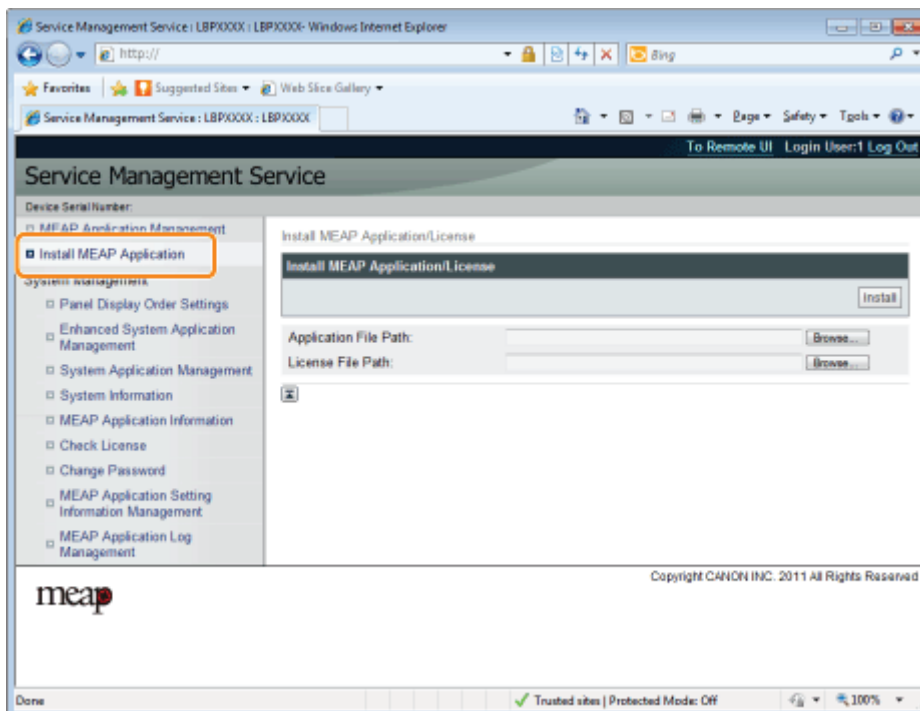 Service Management Service : LBPXXXX : LBPXXXX- Windows Internet Explorer
http://
Bing
Favorites Suggested Sites Web Slice Gallery
Service Management Service : LBPXXXX : LBPXXXX
Page Safety Tools
To Remote UI Login User:1 Log Out
Service Management Service
Device Serial Number:
MEAP Application Management
Install MEAP Application
System Management
Panel Display Order Settings
Enhanced System Application
Management
System Application Management
System Information
MEAP Application Information
Check License
Change Password
MEAP Application Setting
Information Management
MEAP Application Log
Management
Install MEAP Application/License
Install MEAP Application/License
Install
Application File Path:
Browse...
License File Path:
Browse...
Copyright CANON INC. 2011 All Rights Reserved
meap
Done
Trusted sites | Protected Mode: Off
100%